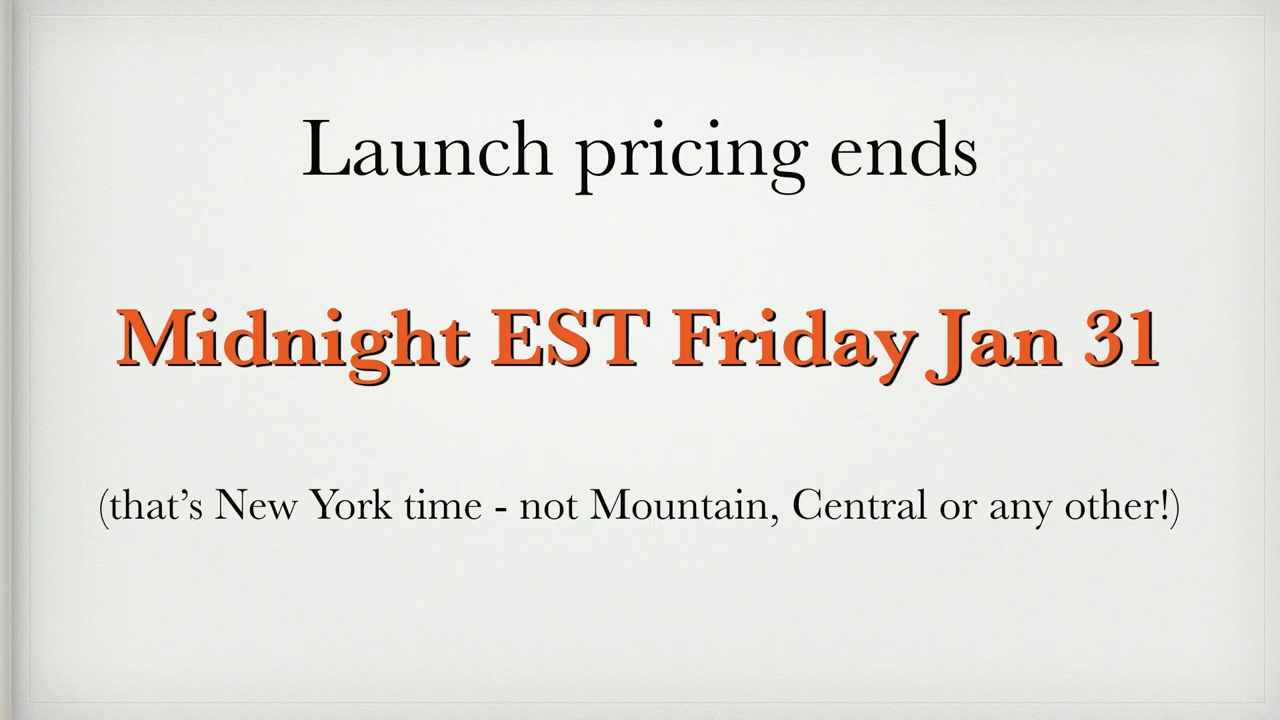 Launch pricing ends
Midnight EST Friday Jan 31
(that’s New York time - not Mountain, Central or any other!)